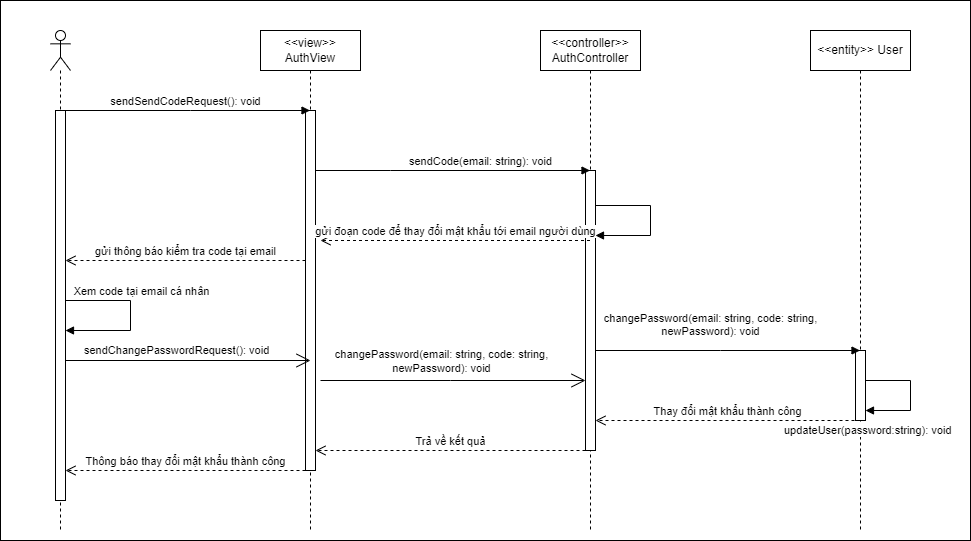 <<view>>
AuthView
<<controller>>
AuthController
<<entity>> User
sendSendCodeRequest(): void
sendCode(email: string): void
gửi đoạn code để thay đổi mật khẩu tới email người dùng
gửi thông báo kiểm tra code tại email
Xem code tại email cá nhân
changePassword(email: string, code: string,
newPassword): void
sendChangePasswordRequest(): void
changePassword(email: string, code: string,
newPassword): void
Thay đổi mật khẩu thành công
updateUser(password:string): void
Trả về kết quả
Thông báo thay đổi mật khẩu thành công